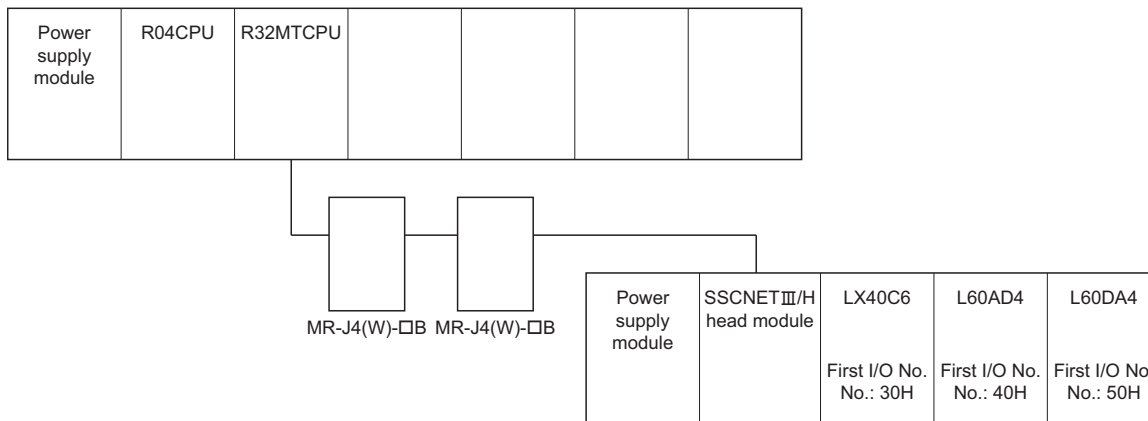 Power
supply
module
R04CPU
R32MTCPU
MR-J4(W)-□B
MR-J4(W)-□B
Power
supply
module
SSCNETⅢ/H
head module
LX40C6
First I/O No.
No.: 30H
L60AD4
First I/O No.
No.: 40H
L60DA4
First I/O No
No.: 50H